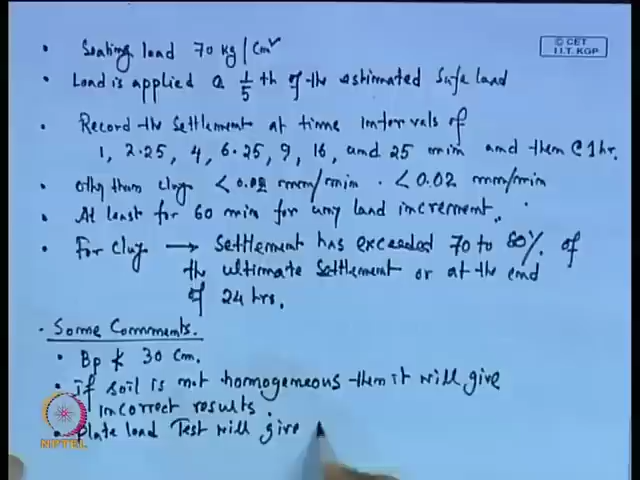 © CET
I.I.T. KGP
• Seating load 70 kg/cm²
• Load is applied @ 1/5 th of the estimated safe load
• Record the settlement at time intervals of
1, 2.25, 4, 6.25, 9, 16, and 25 min and then @ 1 hr.
• Other than clay < 0.02 mm/min . < 0.02 mm/min
• At least for 60 min for any load increment.
• For clay → Settlement has exceeded 70 to 80% of
the ultimate settlement or at the end
of 24 hrs.
• Some Comments.
• Bp ≮ 30 cm.
• if soil is not homogeneous then it will give
incorrect results.
• Plate load Test will give
NPTEL